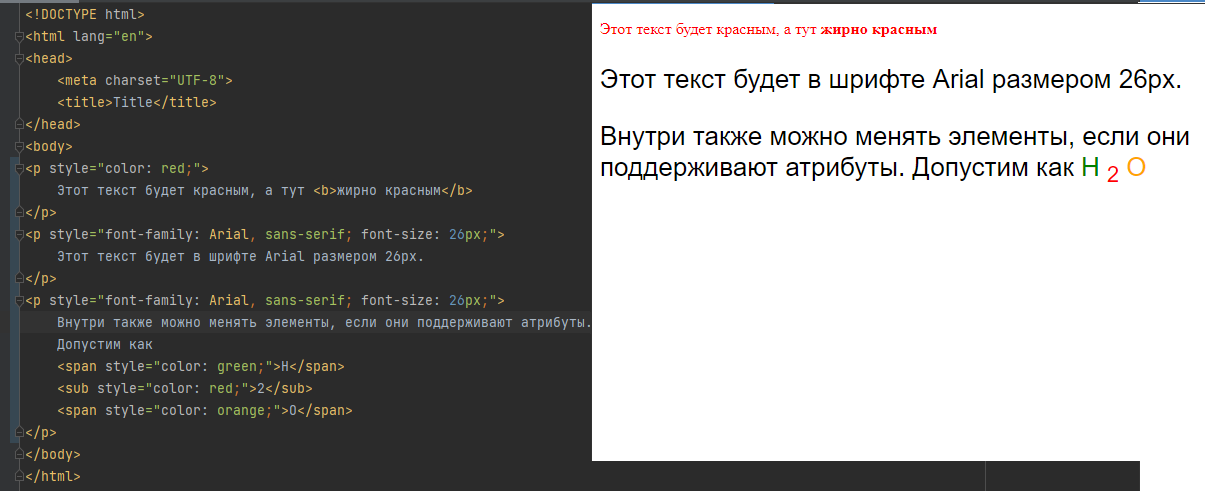 <!DOCTYPE html>
<html lang="en">
<head>
    <meta charset="UTF-8">
    <title>Title</title>
</head>
<body>
<p style="color: red;">
    Этот текст будет красным, а тут <b>жирно красным</b>
</p>
<p style="font-family: Arial, sans-serif; font-size: 26px;">
    Этот текст будет в шрифте Arial размером 26px.
</p>
<p style="font-family: Arial, sans-serif; font-size: 26px;">
    Внутри также можно менять элементы, если они поддерживают атрибуты.
    Допустим как
    <span style="color: green;">H</span>
    <sub style="color: red;">2</sub>
    <span style="color: orange;">O</span>
</p>
</body>
</html>
Этот текст будет красным, а тут жирно красным
Этот текст будет в шрифте Arial размером 26px.
Внутри также можно менять элементы, если они
поддерживают атрибуты. Допустим как H 2 O